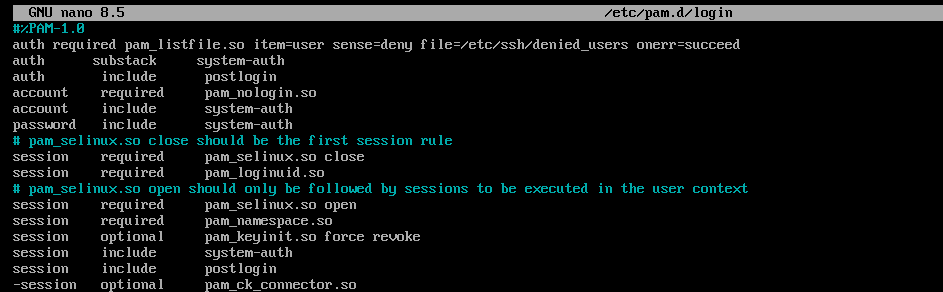 GNU nano 8.5 /etc/pam.d/login
#%PAM-1.0
auth required pam_listfile.so item=user sense=deny file=/etc/ssh/denied_users onerr=succeed
auth substack system-auth
auth include postlogin
account required pam_nologin.so
account include system-auth
password include system-auth
# pam_selinux.so close should be the first session rule
session required pam_selinux.so close
session required pam_loginuid.so
# pam_selinux.so open should only be followed by sessions to be executed in the user context
session required pam_selinux.so open
session required pam_namespace.so
session optional pam_keyinit.so force revoke
session include system-auth
session include postlogin
-session optional pam_ck_connector.so